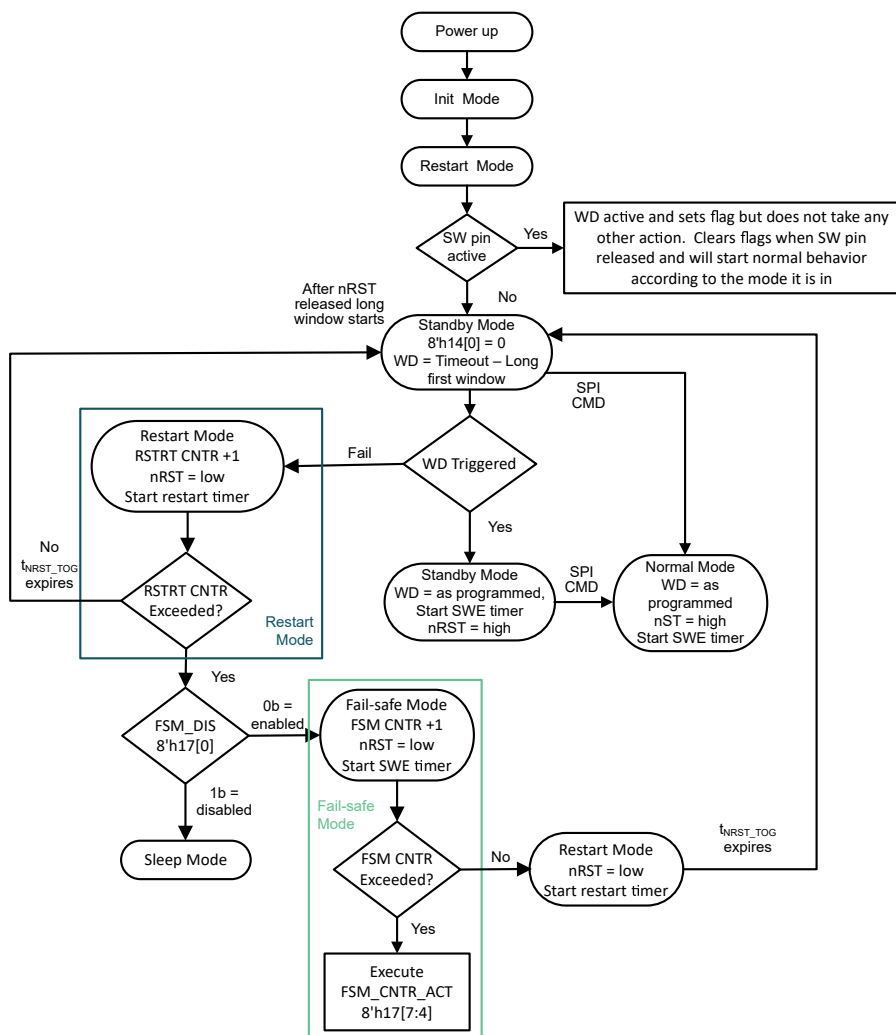 Power up
Init Mode
Restart Mode
SW pin
active
Yes
WD active and sets flag but does not take any
other action. Clears flags when SW pin
released and will start normal behavior
according to the mode it is in
No
After nRST
released long
window starts
Standby Mode
8'h14[0] = 0
WD = Timeout – Long
first window
SPI
CMD
WD Triggered
Fail
Restart Mode
RSTRT CNTR +1
nRST = low
Start restart timer
Yes
No
tNRST_TOG
expires
RSTRT CNTR
Exceeded?
Restart
Mode
Standby Mode
WD = as programmed,
Start SWE timer
nRST = high
SPI
CMD
Normal Mode
WD = as
programmed
nST = high
Start SWE timer
Yes
FSM_DIS
8'h17[0]
0b =
enabled
1b =
disabled
Sleep Mode
Fail-safe Mode
FSM CNTR +1
nRST = low
Start SWE timer
Fail-safe
Mode
FSM CNTR
Exceeded?
No
Restart Mode
nRST = low
Start restart timer
tNRST_TOG
expires
Yes
Execute
FSM_CNTR_ACT
8'h17[7:4]